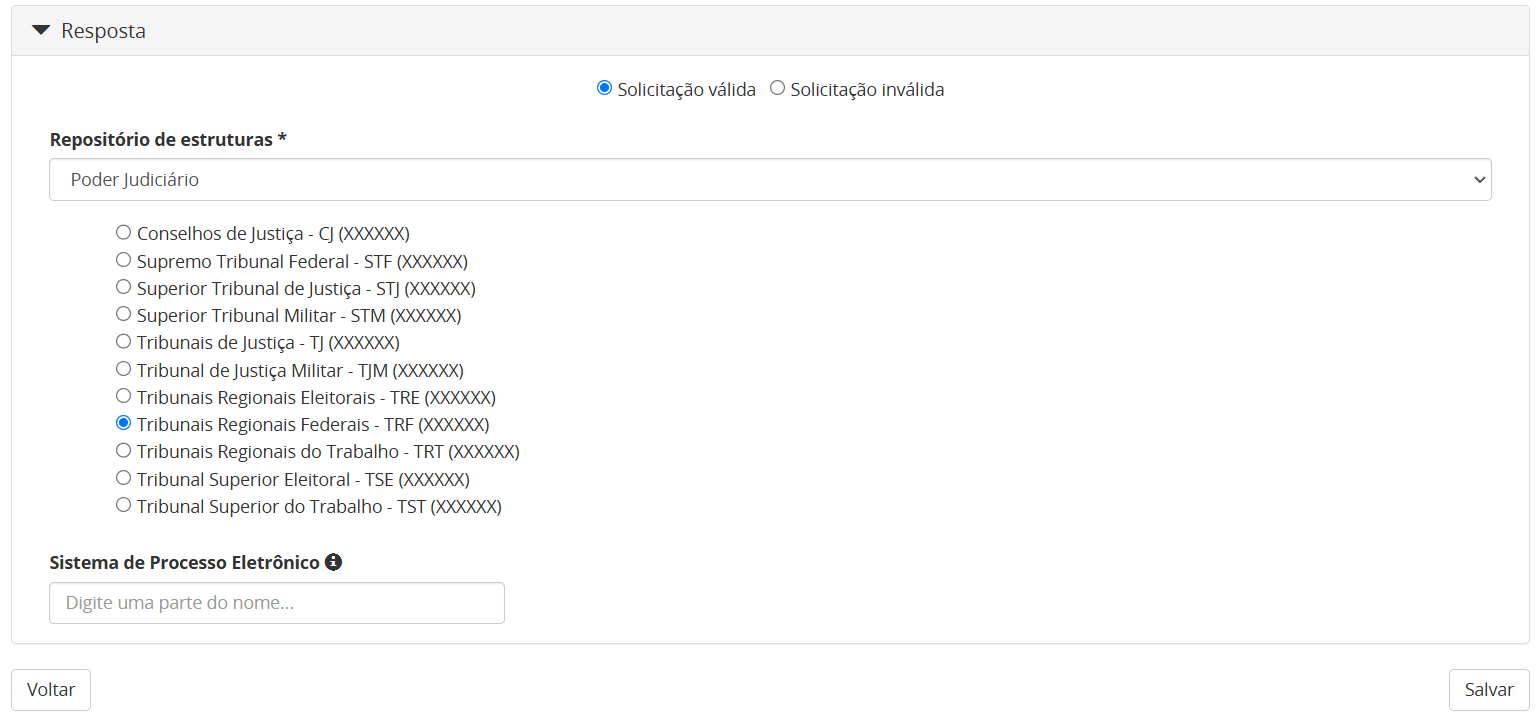 Resposta
Solicitação válida Solicitação inválida
Repositório de estruturas *
Poder Judiciário
Conselhos de Justiça - CJ (XXXXXX)
Supremo Tribunal Federal - STF (XXXXXX)
Superior Tribunal de Justiça - STJ (XXXXXX)
Superior Tribunal Militar - STM (XXXXXX)
Tribunais de Justiça - TJ (XXXXXX)
Tribunal de Justiça Militar - TJM (XXXXXX)
Tribunais Regionais Eleitorais - TRE (XXXXXX)
Tribunais Regionais Federais - TRF (XXXXXX)
Tribunais Regionais do Trabalho - TRT (XXXXXX)
Tribunal Superior Eleitoral - TSE (XXXXXX)
Tribunal Superior do Trabalho - TST (XXXXXX)
Sistema de Processo Eletrônico
Digite uma parte do nome...
Voltar Salvar